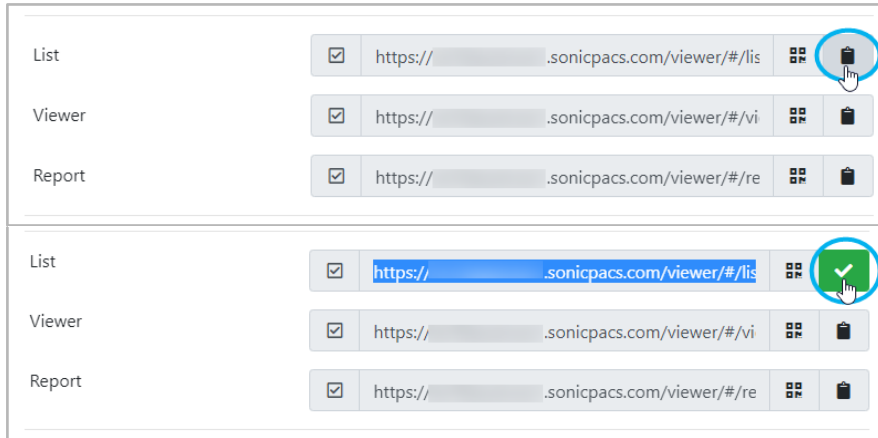 List https:// .sonicpacs.com/viewer/#/lis
Viewer https:// .sonicpacs.com/viewer/#/vi
Report https:// .sonicpacs.com/viewer/#/re
List https:// .sonicpacs.com/viewer/#/lis
Viewer https:// .sonicpacs.com/viewer/#/vi
Report https:// .sonicpacs.com/viewer/#/re